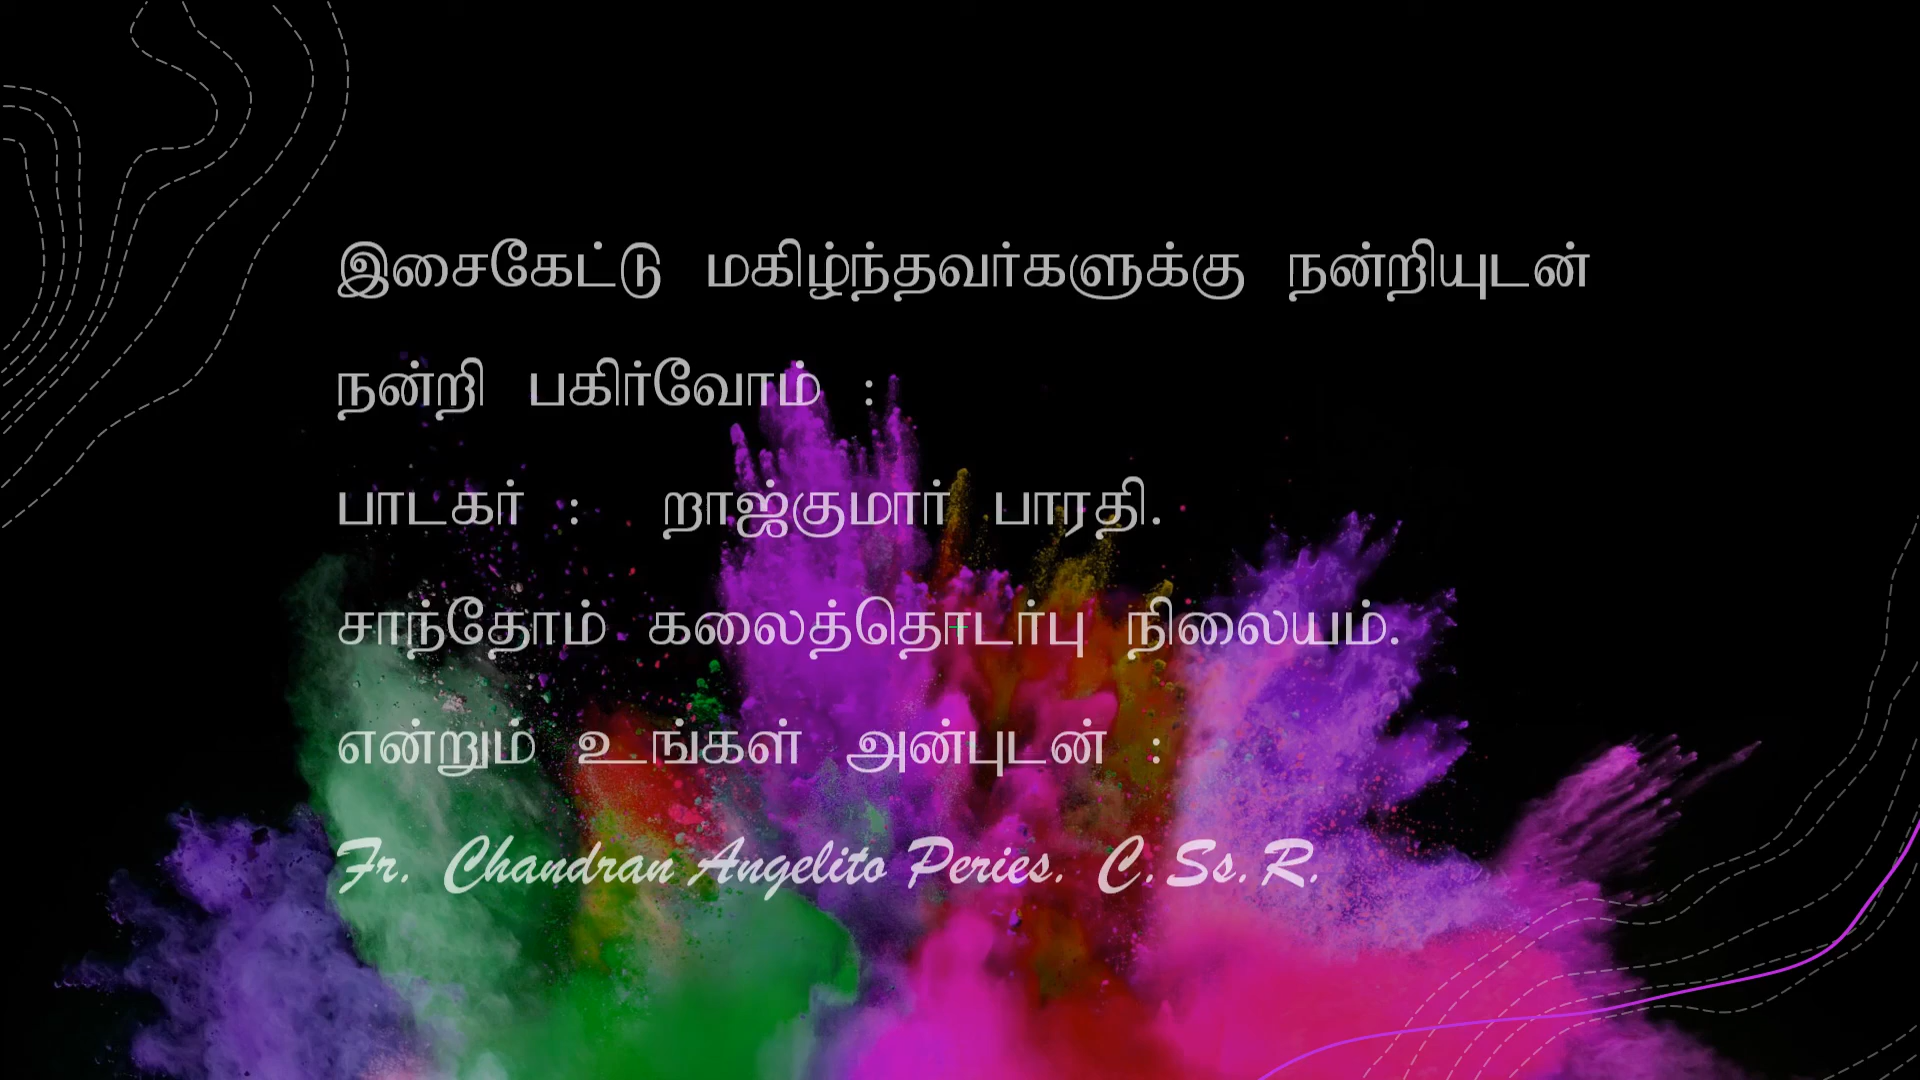 இசைகேட்டு மகிழ்ந்தவர்களுக்கு நன்றியுடன்
நன்றி பகிர்வோம் :
பாடகர் : றாஜ்குமார் பாரதி.
சாந்தோம் கலைத்தொடர்பு நிலையம்.
என்றும் உங்கள் அன்புடன் :
Fr. Chandran Angelito Peries. C.Ss.R.